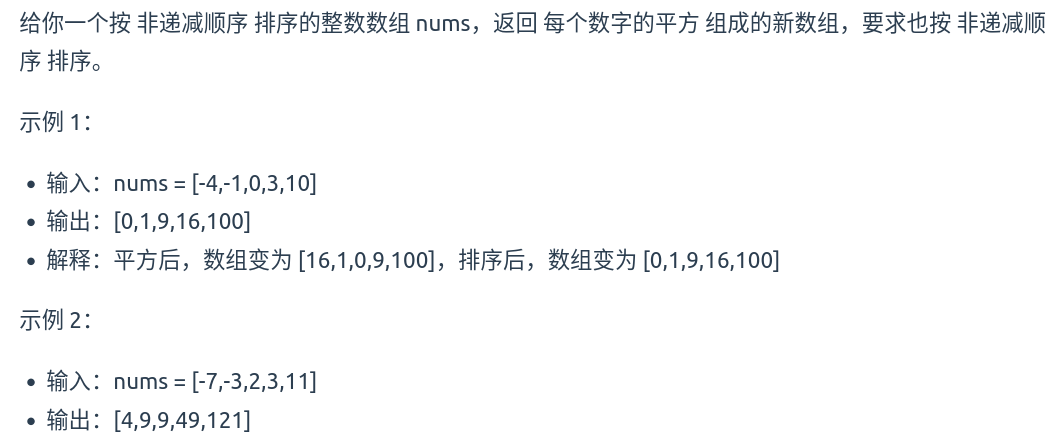 给你一个按 非递减顺序 排序的整数数组 nums，返回 每个数字的平方 组成的新数组，要求也按 非递减顺
序 排序。
示例 1：
• 输入：nums = [-4,-1,0,3,10]
• 输出：[0,1,9,16,100]
• 解释：平方后，数组变为 [16,1,0,9,100]，排序后，数组变为 [0,1,9,16,100]
示例 2：
• 输入：nums = [-7,-3,2,3,11]
• 输出：[4,9,9,49,121]